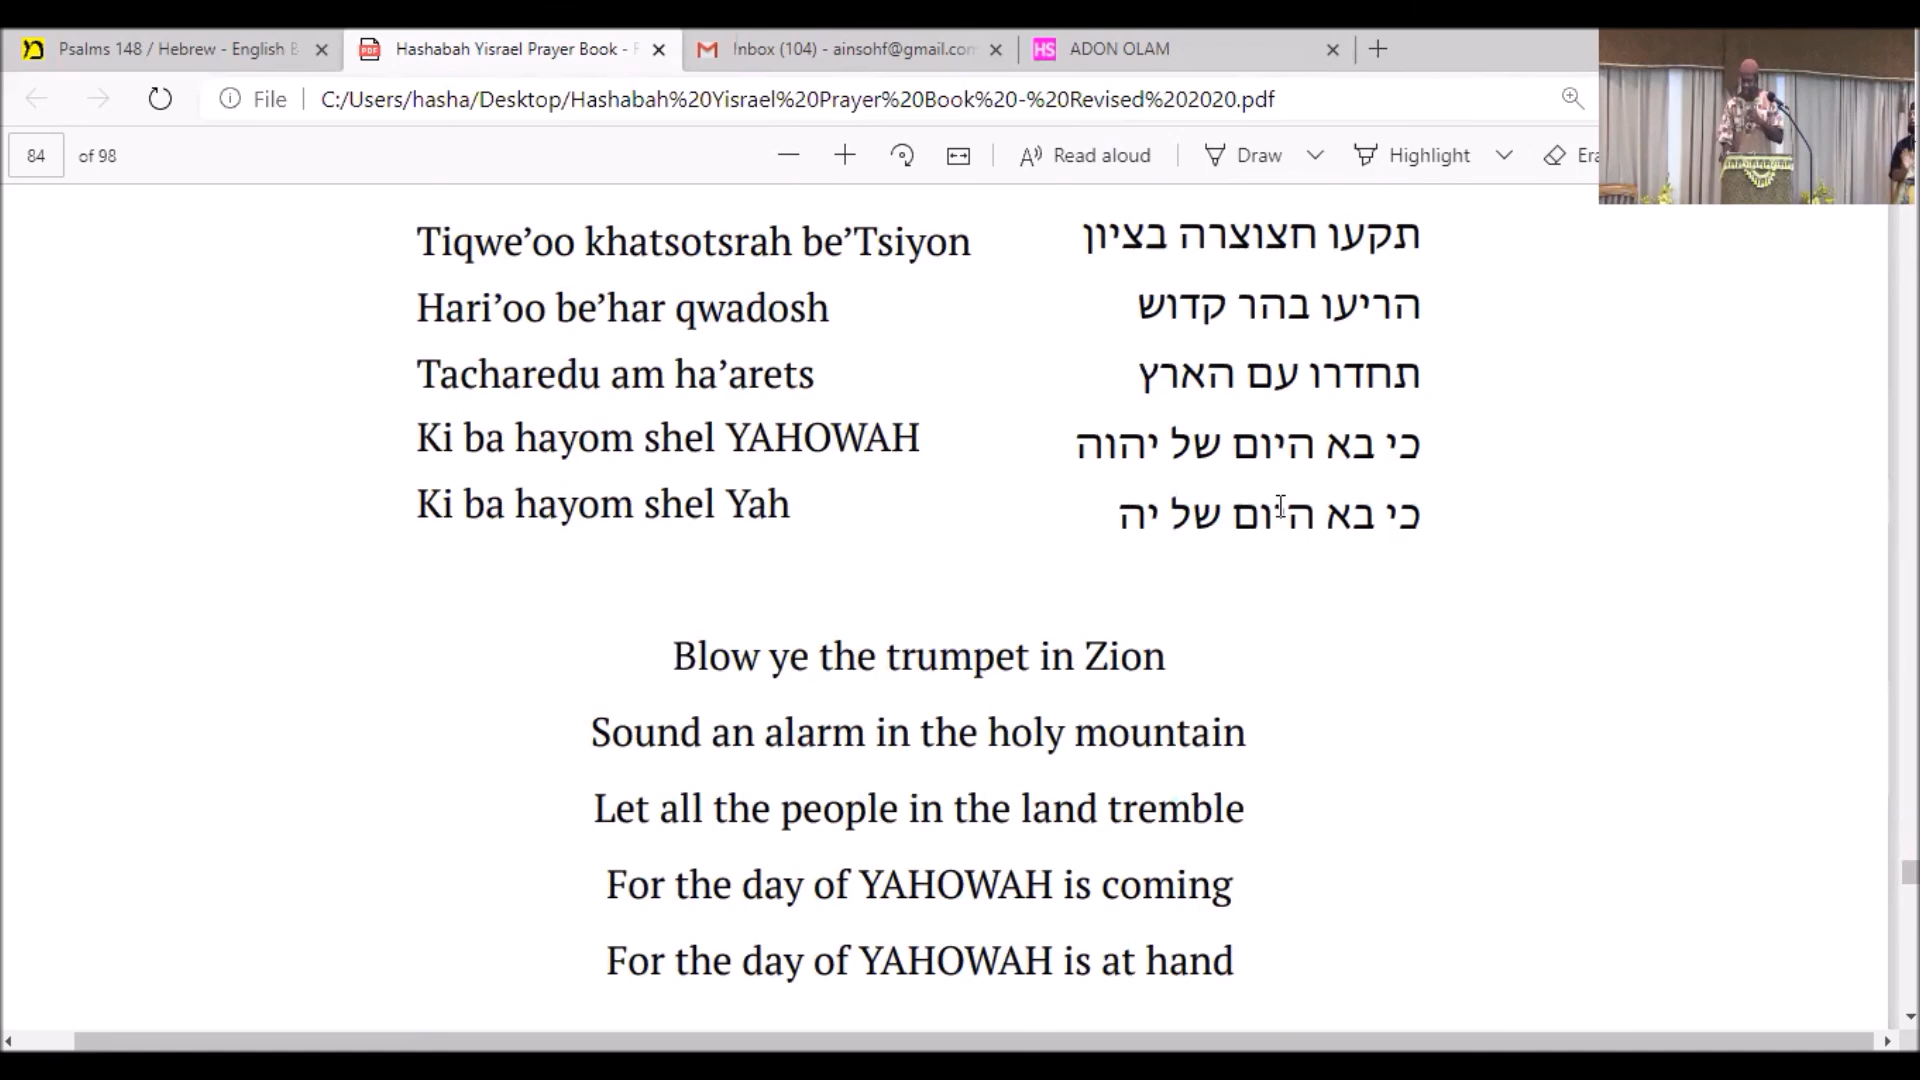 Psalms 148 / Hebrew - English B
Hashabah Yisrael Prayer Book -
Inbox (104) - ainsohf@gmail.com
HS ADON OLAM
File C:/Users/hasha/Desktop/Hashabah%20Yisrael%20Prayer%20Book%20-%20Revised%202020.pdf
84 of 98 Read aloud Draw Highlight Era
Tiqwe’oo khatsotsrah be’Tsiyon
תקעו חצוצרה בציון
Hari’oo be’har qwadosh
הריעו בהר קדוש
Tacharedu am ha’arets
תחדרו עם הארץ
Ki ba hayom shel YAHOWAH
כי בא היום של יהוה
Ki ba hayom shel Yah
כי בא היום של יה
Blow ye the trumpet in Zion
Sound an alarm in the holy mountain
Let all the people in the land tremble
For the day of YAHOWAH is coming
For the day of YAHOWAH is at hand